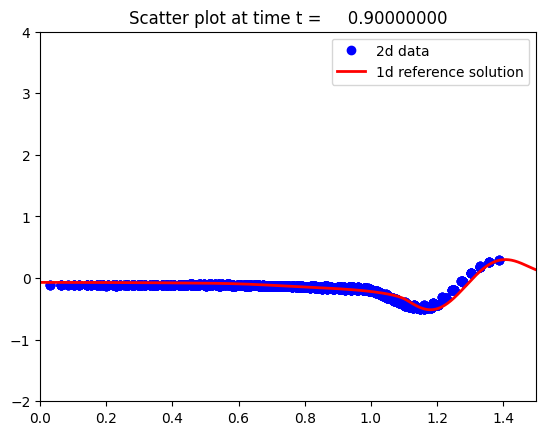 Scatter plot at time t =      0.90000000
2d data
1d reference solution
4
3
2
1
0
−1
−2
0.0 0.2 0.4 0.6 0.8 1.0 1.2 1.4